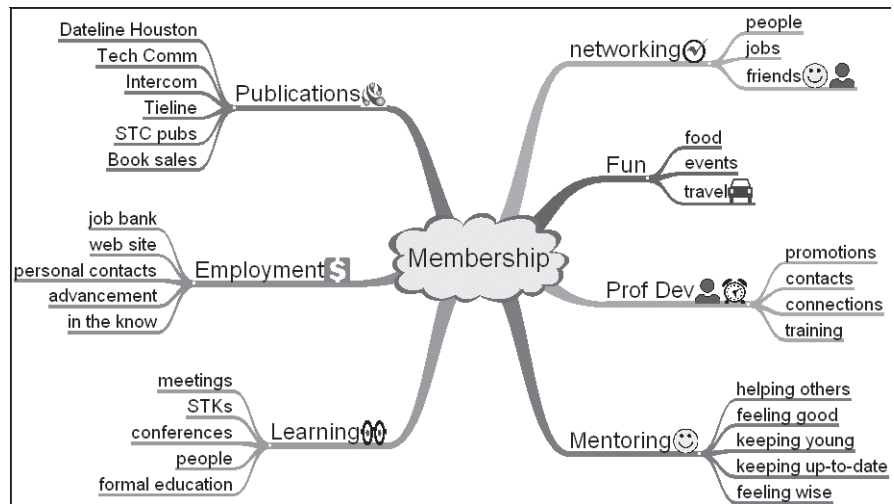 Membership
Publications
Dateline Houston
Tech Comm
Intercom
Tieline
STC pubs
Book sales
Employment
job bank
web site
personal contacts
advancement
in the know
Learning
meetings
STKs
conferences
people
formal education
networking
people
jobs
friends
Fun
food
events
travel
Prof Dev
promotions
contacts
connections
training
Mentoring
helping others
feeling good
keeping young
keeping up-to-date
feeling wise